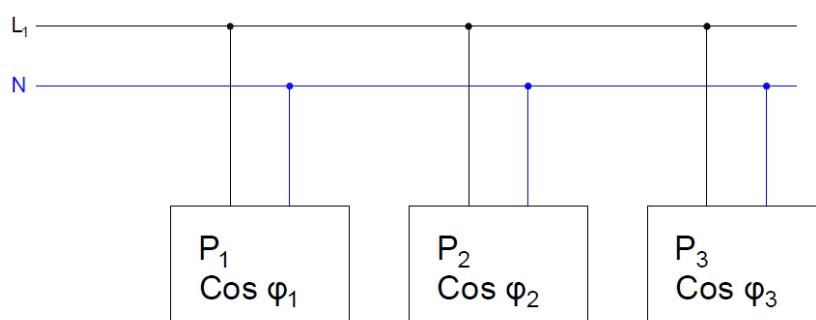 L₁
N
P₁
Cos φ₁
P₂
Cos φ₂
P₃
Cos φ₃